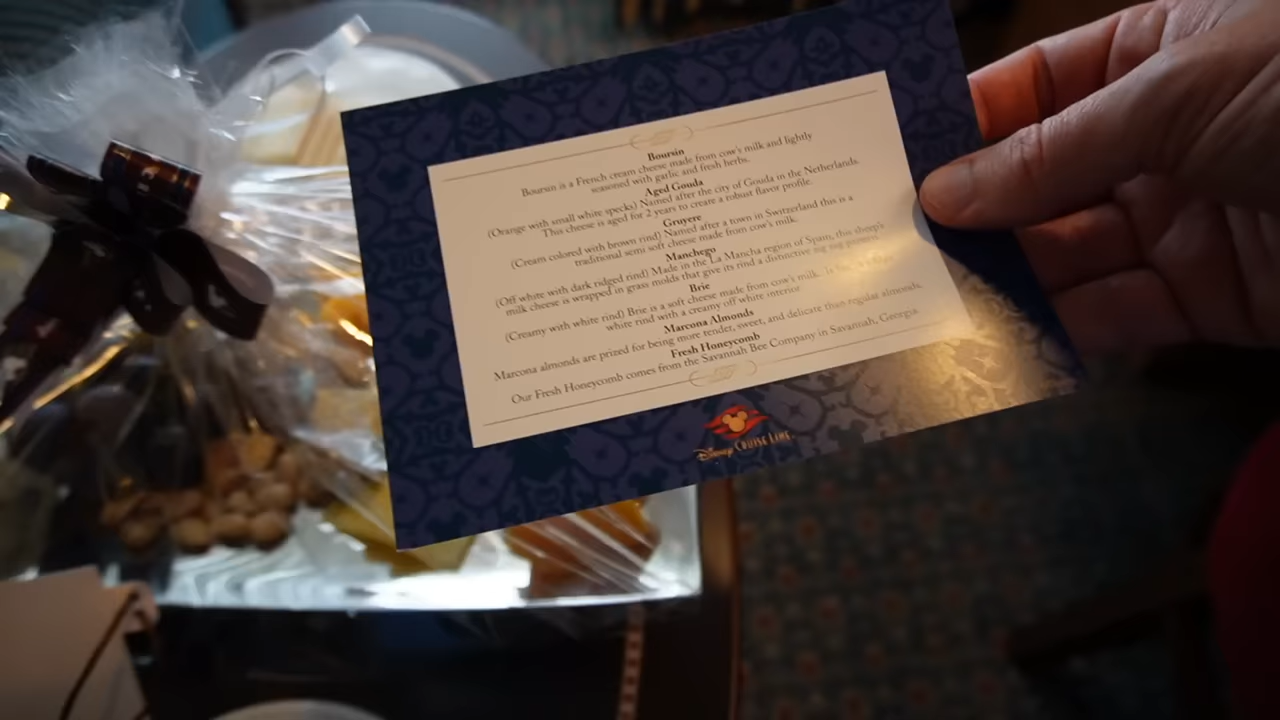 Boursin
Boursin is a French cream cheese made from cow's milk and lightly
seasoned with garlic and fresh herbs.
Aged Gouda
(Orange with small white specks) Named after the city of Gouda in the Netherlands.
This cheese is aged for 2 years to create a robust flavor profile.
Gruyere
(Cream colored with brown rind) Named after a town in Switzerland this is a
traditional semi soft cheese made from cow's milk.
Manchego
(Off white with dark ridged rind) Made in the La Mancha region of Spain, this sheep's
milk cheese is wrapped in grass molds that give its rind a distinctive zig zag pattern.
Brie
(Creamy with white rind) Brie is a soft cheese made from cow's milk.
white rind with a creamy off white interior
Marcona Almonds
Marcona almonds are prized for being more tender, sweet, and delicate than regular almonds.
Fresh Honeycomb
Our Fresh Honeycomb comes from the Savannah Bee Company in Savannah, Georgia
Disney CRUISE LINE